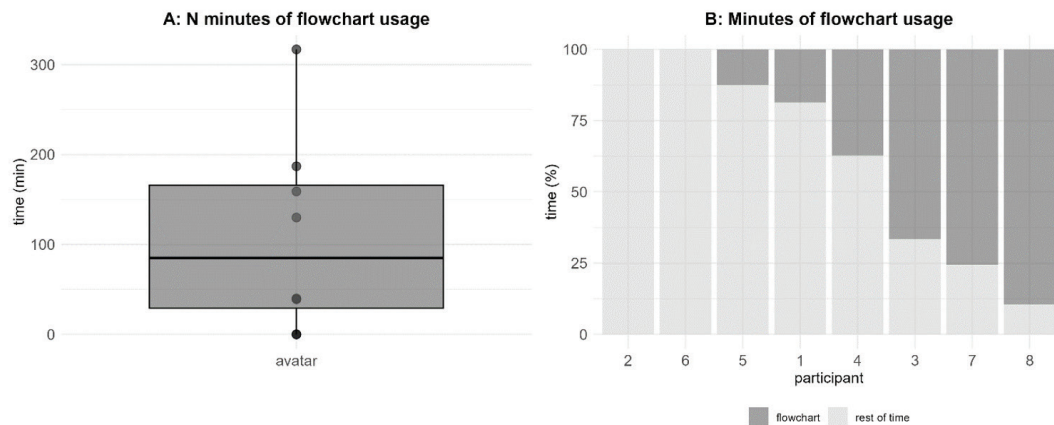 A: N minutes of flowchart usage
time (min)
300
200
100
0
avatar
B: Minutes of flowchart usage
time (%)
100
75
50
25
0
2 6 5 1 4 3 7 8
participant
flowchart rest of time